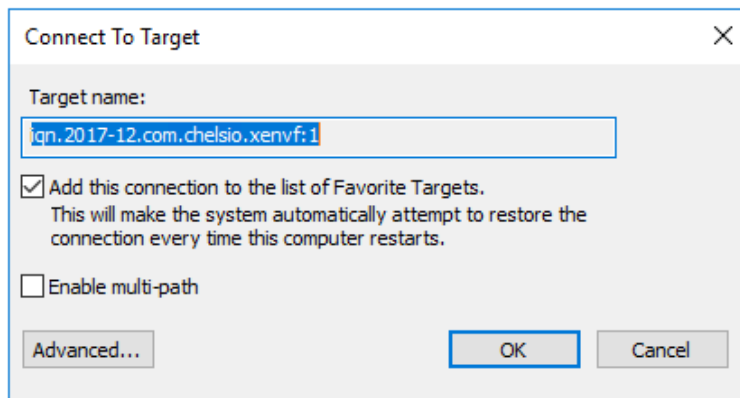 Connect To Target
Target name:
iqn.2017-12.com.chelsio.xenvf:1
Add this connection to the list of Favorite Targets.
This will make the system automatically attempt to restore the
connection every time this computer restarts.
Enable multi-path
Advanced...
OK
Cancel